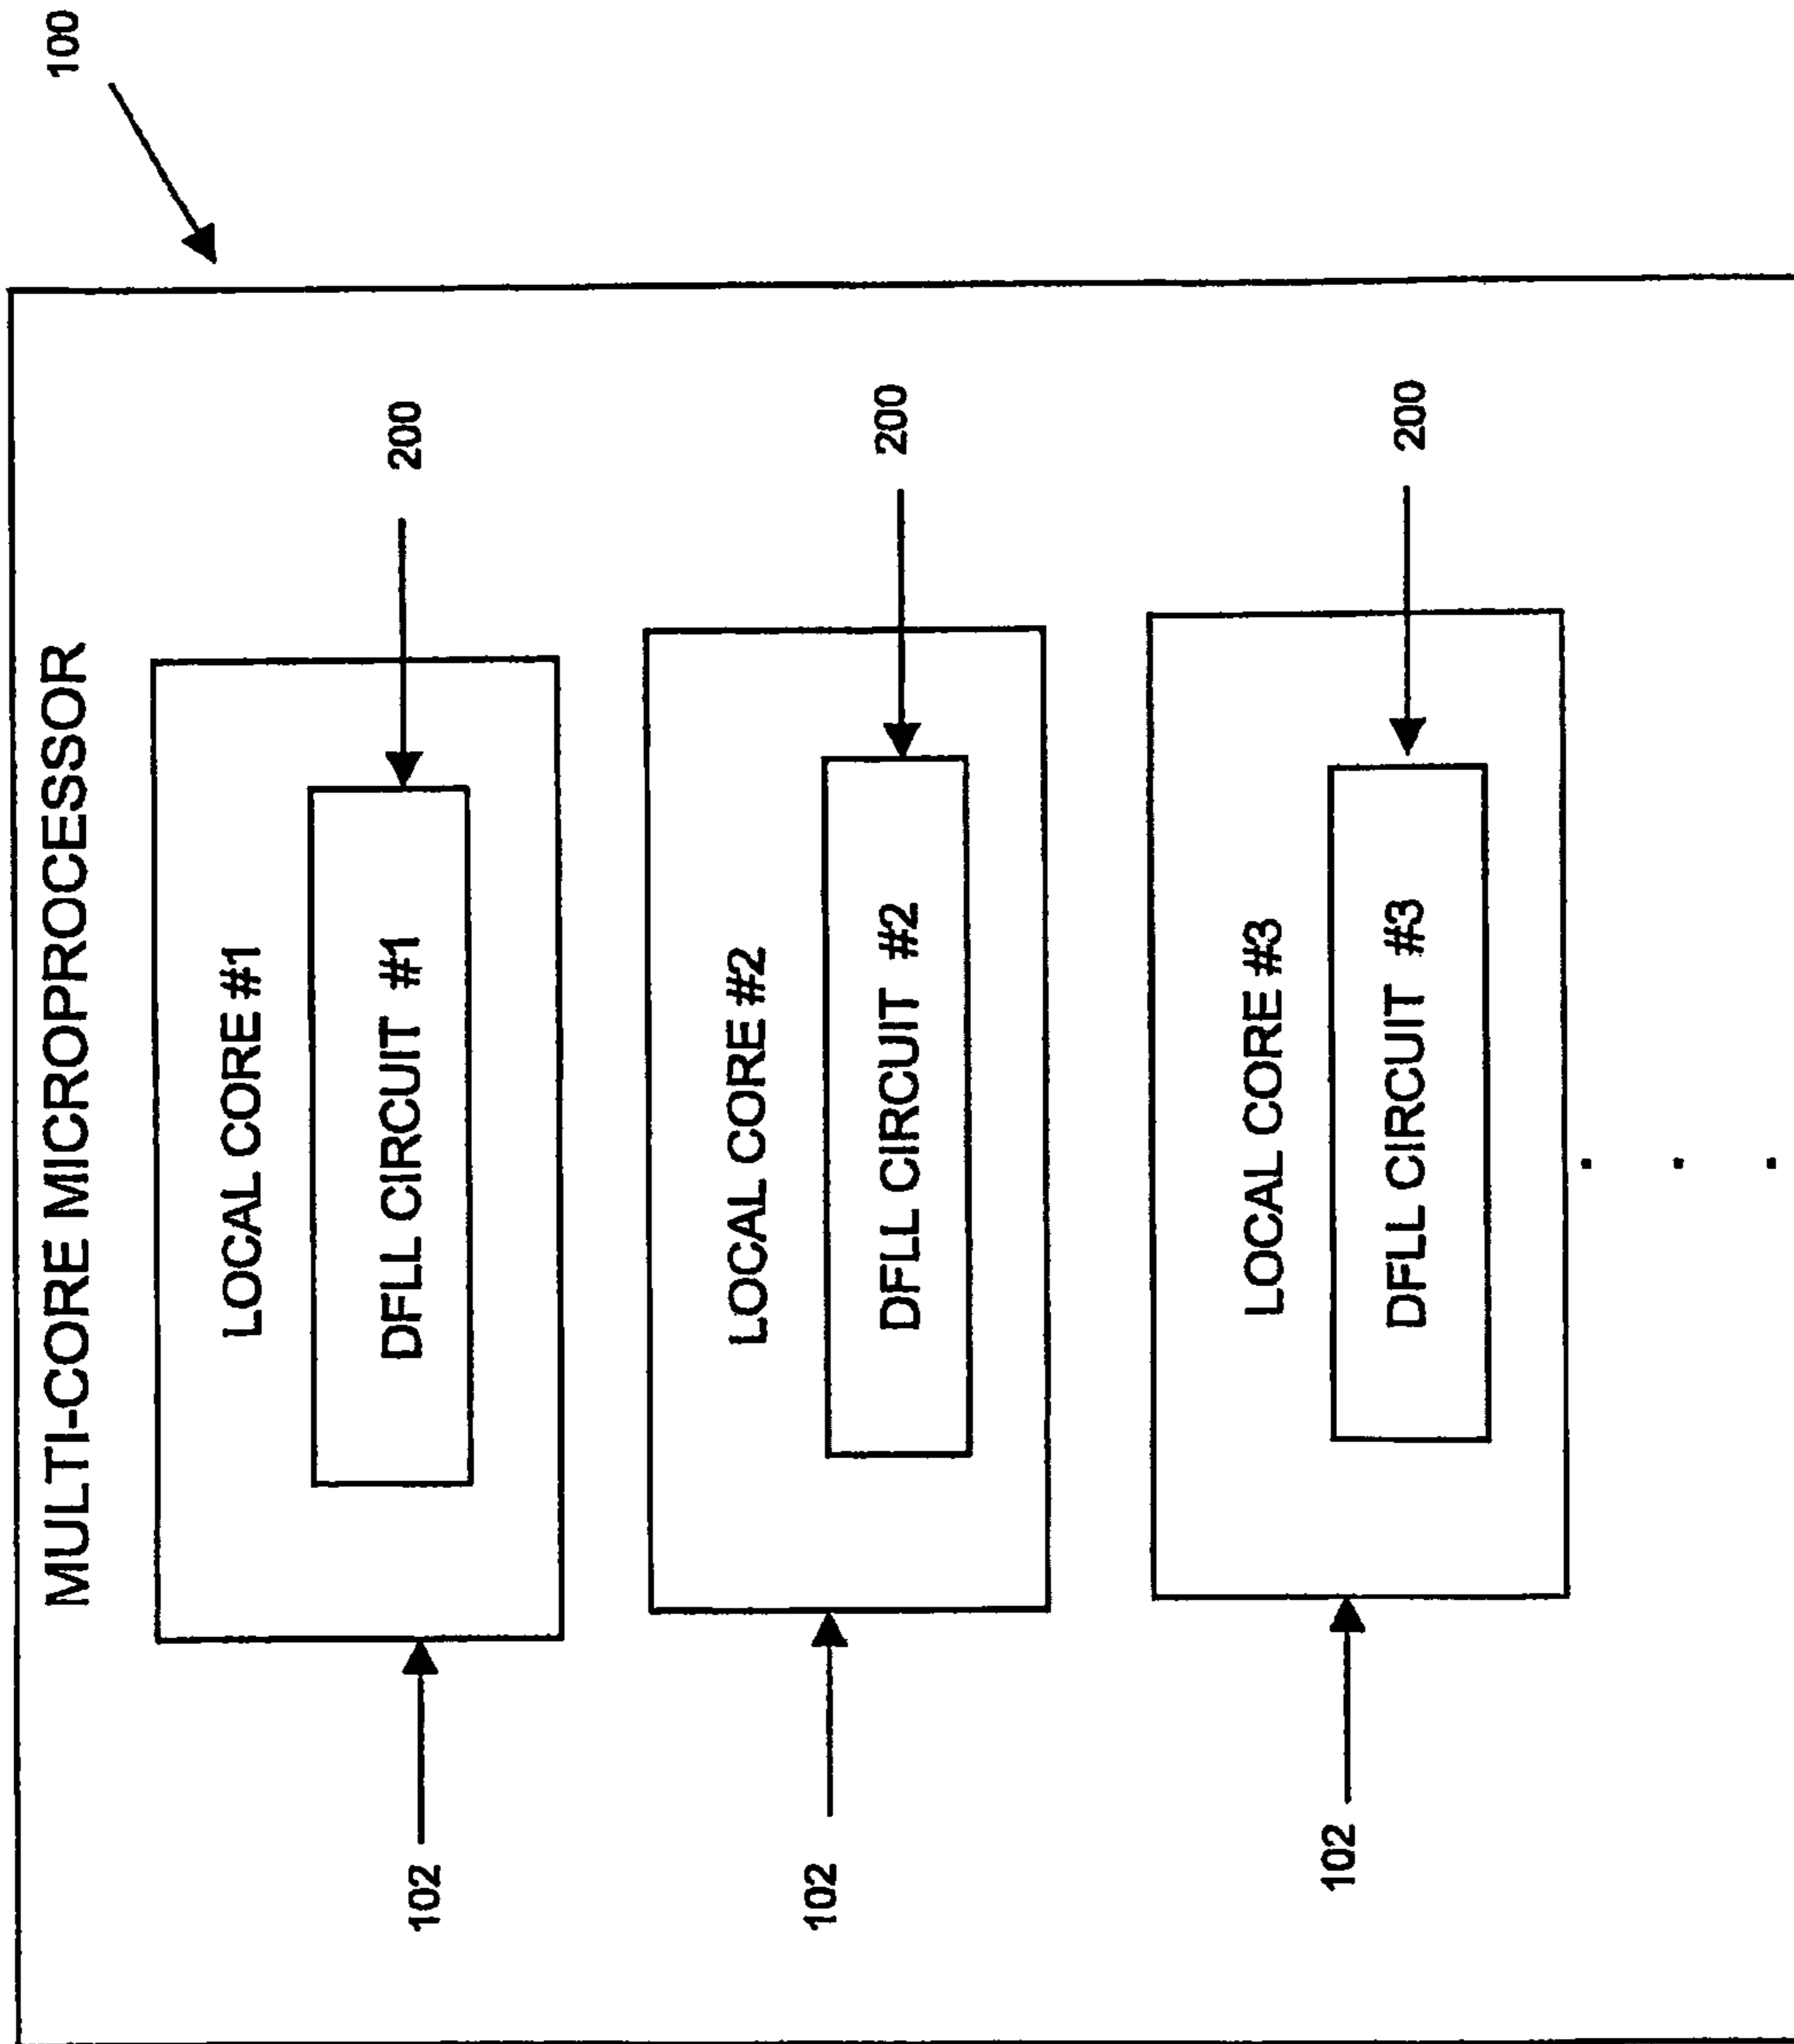 100
MULTI-CORE MICROPROCESSOR
LOCAL CORE #1
DFLL CIRCUIT #1
102
200
LOCAL CORE #2
DFLL CIRCUIT #2
102
200
LOCAL CORE #3
DFLL CIRCUIT #3
102
200